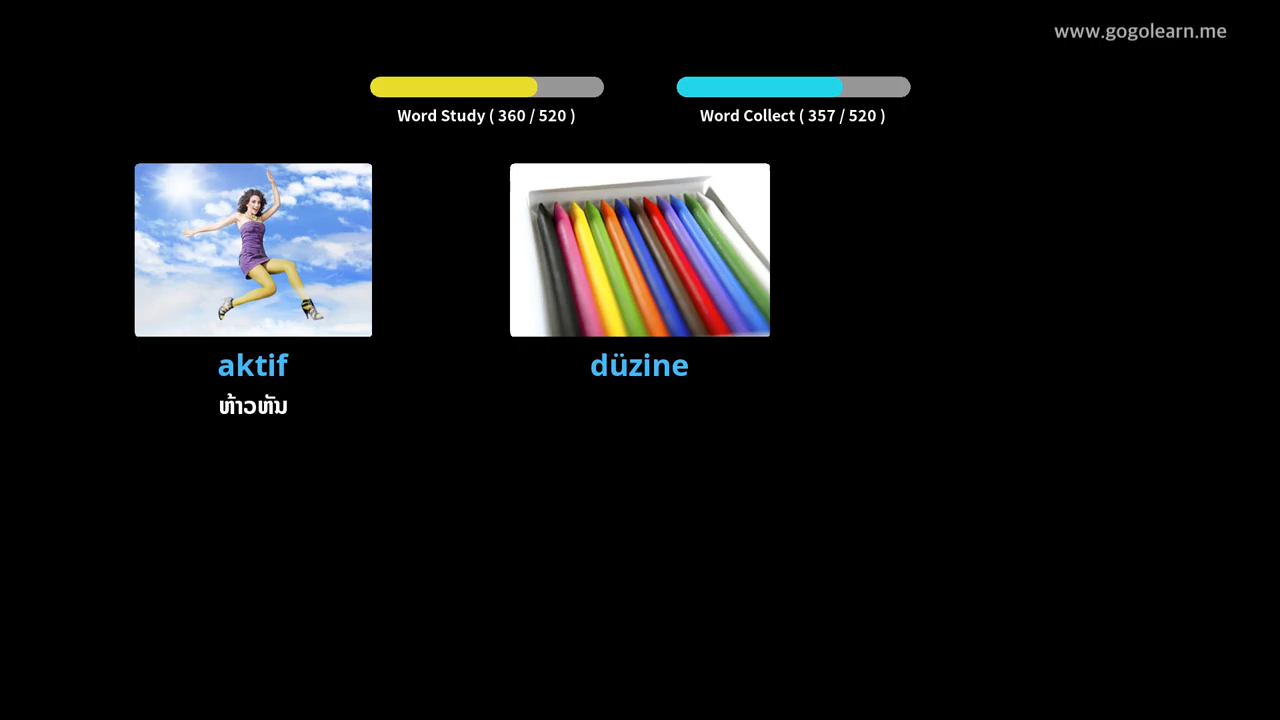 www.gogolearn.me
Word Study ( 360 / 520 )
Word Collect ( 357 / 520 )
aktif
ຫ້າວຫັນ
düzine